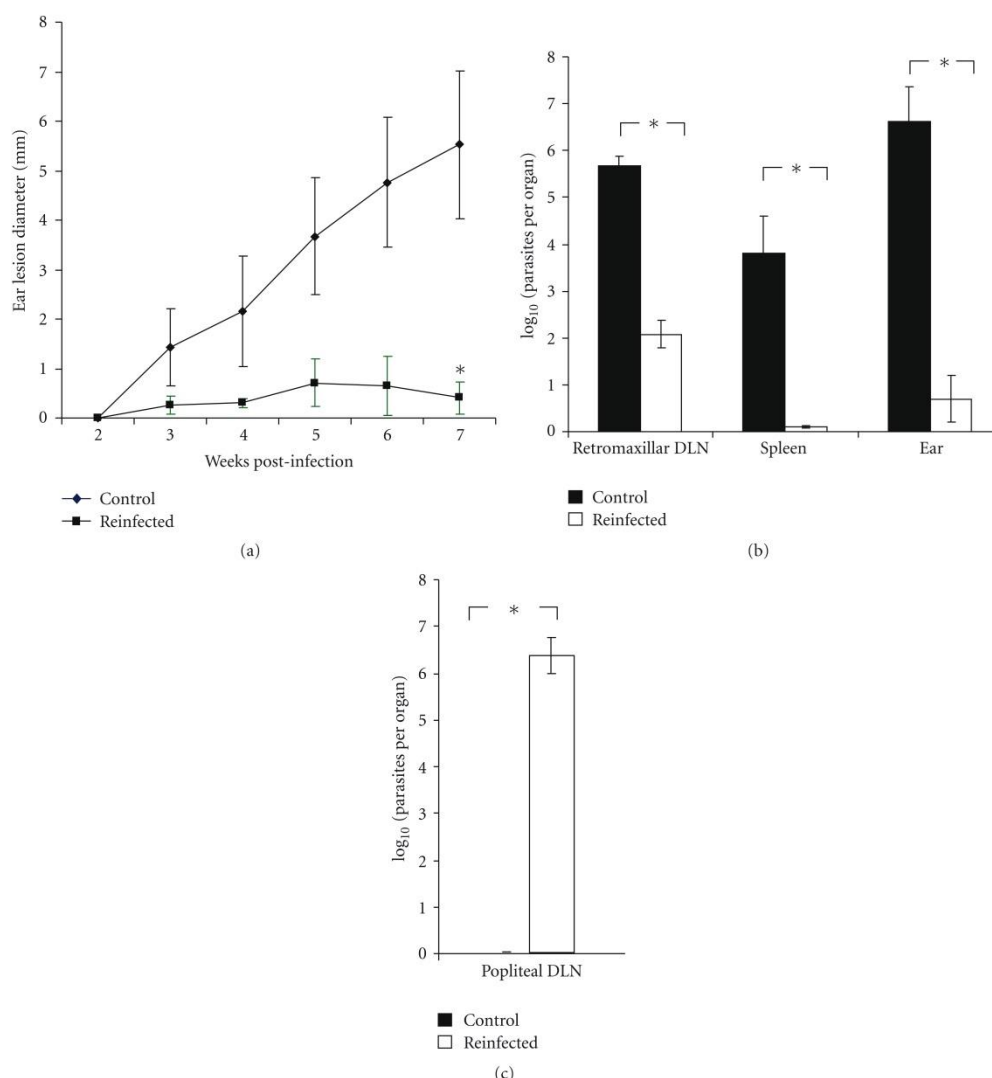 8
7
6
5
4
3
2
1
0
Ear lesion diameter (mm)
*
2 3 4 5 6 7
Weeks post-infection
Control
Reinfected
(a)
8
7
6
5
4
3
2
1
0
log₁₀ (parasites per organ)
*
*
*
Retromaxillar DLN Spleen Ear
Control
Reinfected
(b)
8
7
6
5
4
3
2
1
0
log₁₀ (parasites per organ)
*
Popliteal DLN
Control
Reinfected
(c)